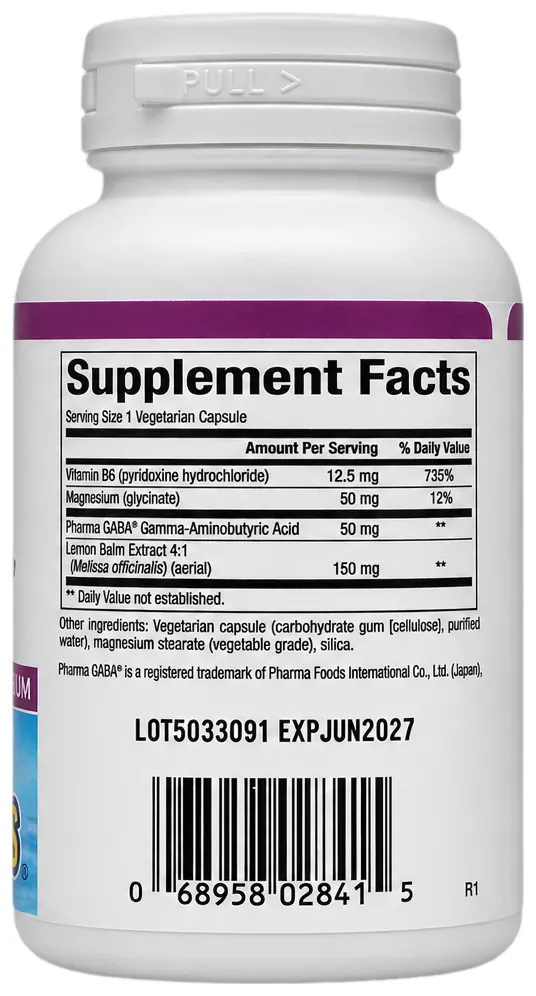 PULL >
Supplement Facts
Serving Size 1 Vegetarian Capsule
Amount Per Serving % Daily Value
Vitamin B6 (pyridoxine hydrochloride) 12.5 mg 735%
Magnesium (glycinate) 50 mg 12%
Pharma GABA® Gamma-Aminobutyric Acid 50 mg **
Lemon Balm Extract 4:1
(Melissa officinalis) (aerial) 150 mg **
** Daily Value not established.
Other ingredients: Vegetarian capsule (carbohydrate gum [cellulose], purified
water), magnesium stearate (vegetable grade), silica.
Pharma GABA® is a registered trademark of Pharma Foods International Co., Ltd. (Japan),
UM
S®
LOT5033091 EXPJUN2027
0 68958 02841 5
R1